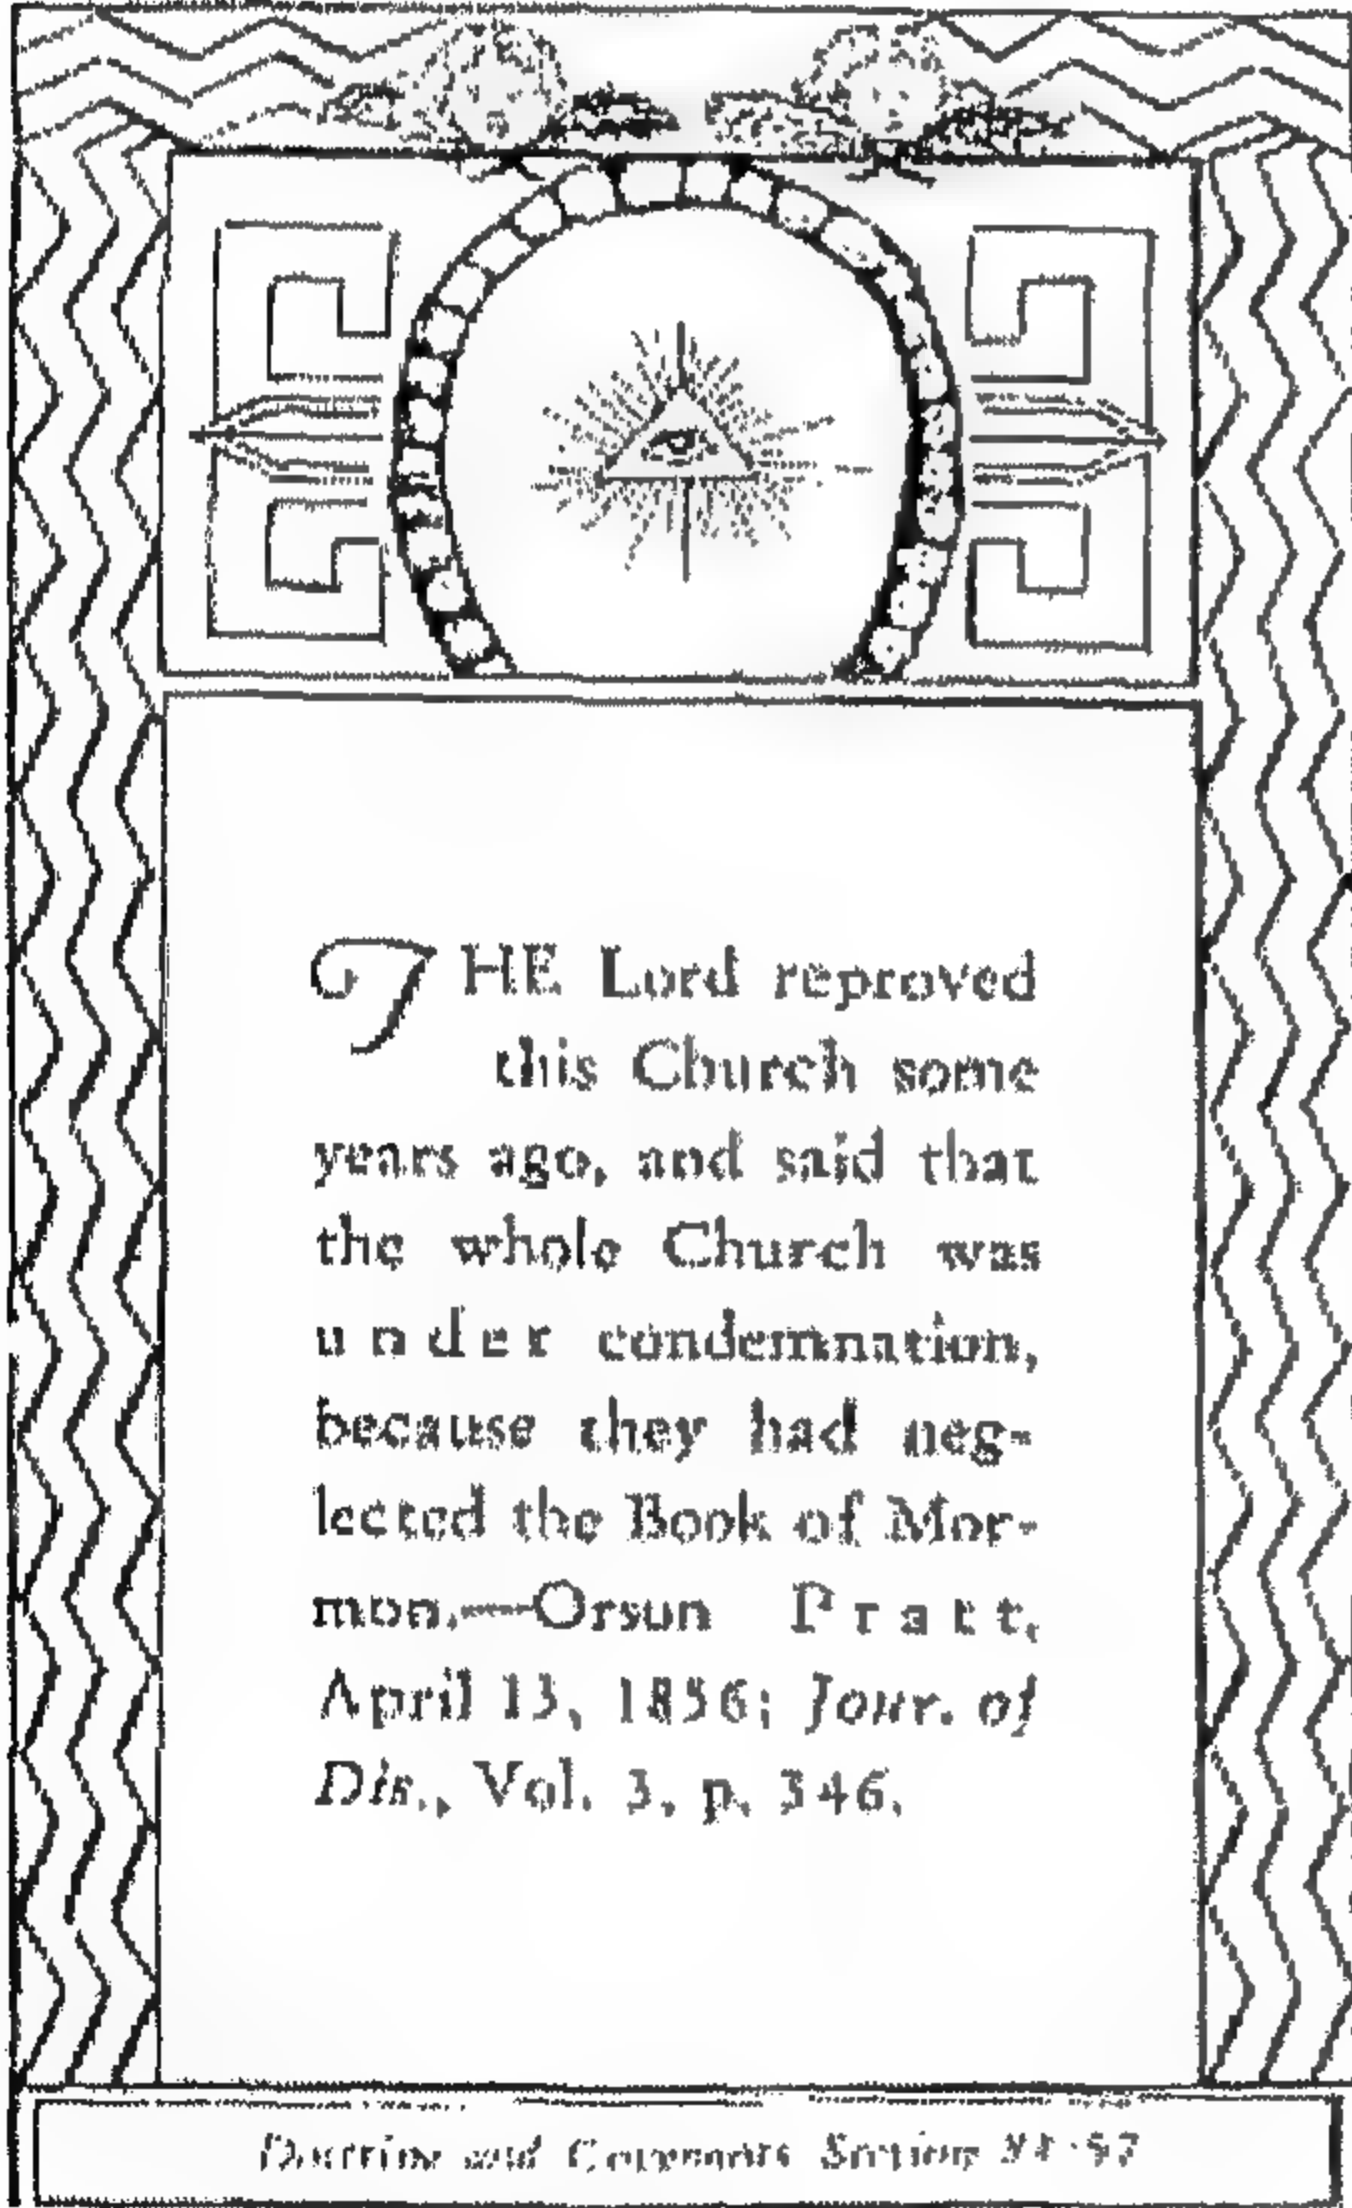 THE Lord reproved
this Church some
years ago, and said that
the whole Church was
under condemnation,
because they had neg-
lected the Book of Mor-
mon.—Orson Pratt,
April 13, 1856; Jour. of
Dis., Vol. 3, p. 346.
Doctrine and Covenants Section